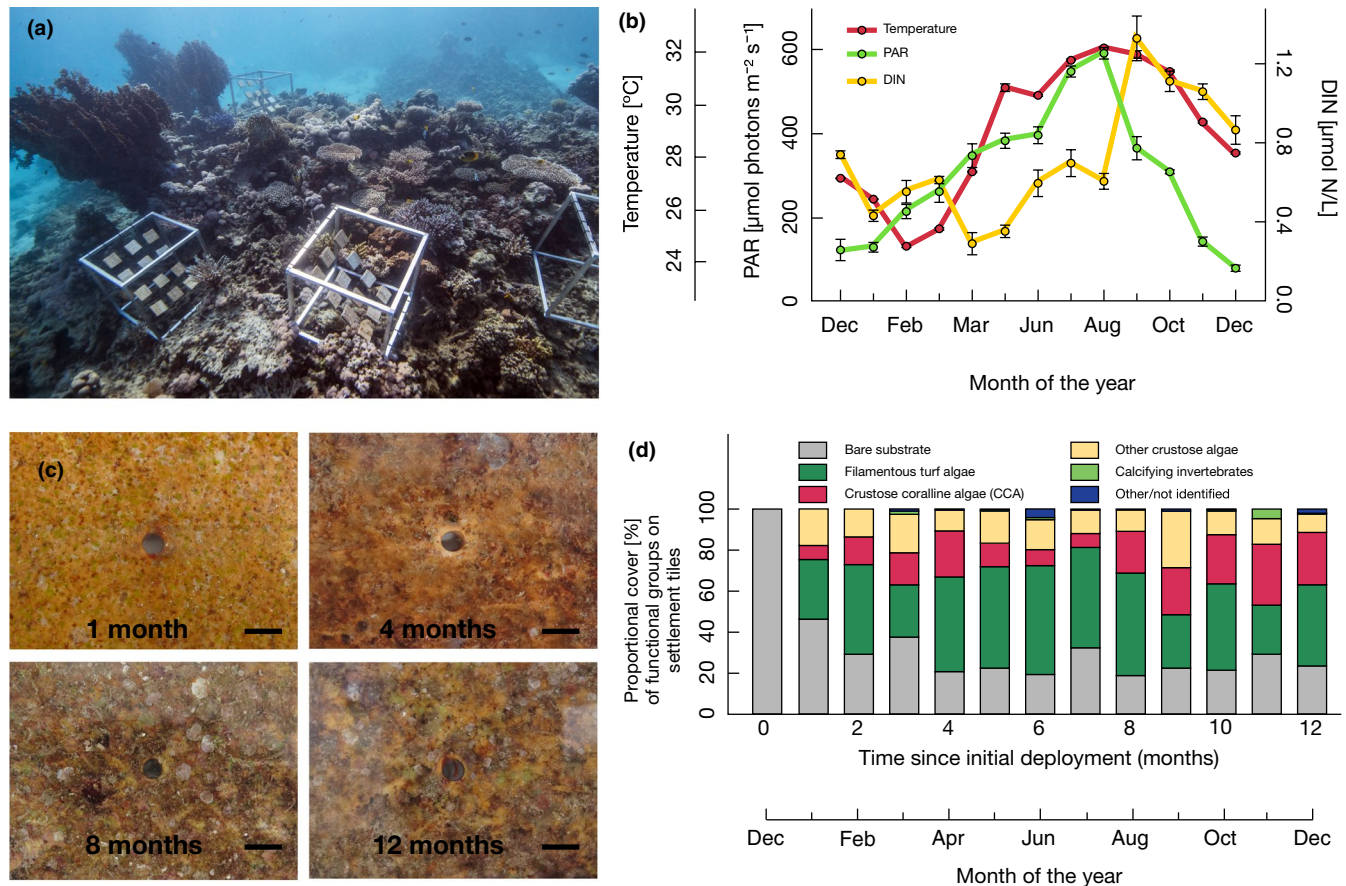 (a)
(b)
Temperature
PAR
DIN
Temperature [ºC]
32
30
28
26
24
PAR [µmol photons m⁻² s⁻¹]
600
400
200
0
DIN [µmol N/L]
1.2
0.8
0.4
0.0
Dec Feb Mar Jun Aug Oct Dec
Month of the year
(c)
1 month
4 months
8 months
12 months
(d)
Bare substrate
Filamentous turf algae
Crustose coralline algae (CCA)
Other crustose algae
Calcifying invertebrates
Other/not identified
Proportional cover [%]
of functional groups on
settlement tiles
100
80
60
40
20
0
0 2 4 6 8 10 12
Time since initial deployment (months)
Dec Feb Apr Jun Aug Oct Dec
Month of the year